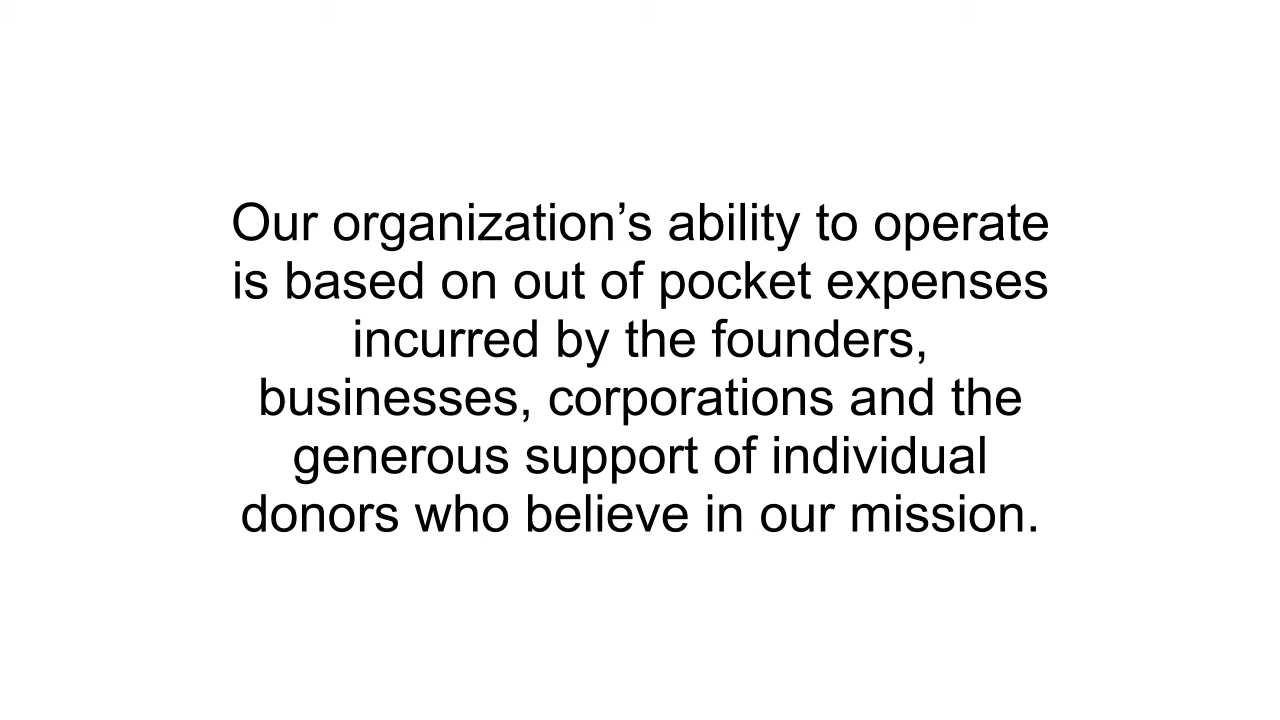 Our organization’s ability to operate
is based on out of pocket expenses
incurred by the founders,
businesses, corporations and the
generous support of individual
donors who believe in our mission.